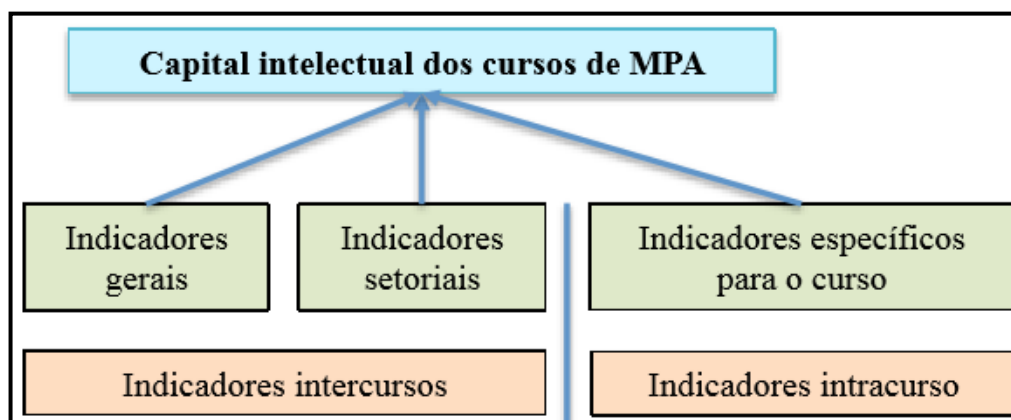 Capital intelectual dos cursos de MPA
Indicadores
gerais
Indicadores
setoriais
Indicadores específicos
para o curso
Indicadores intercursos
Indicadores intracurso